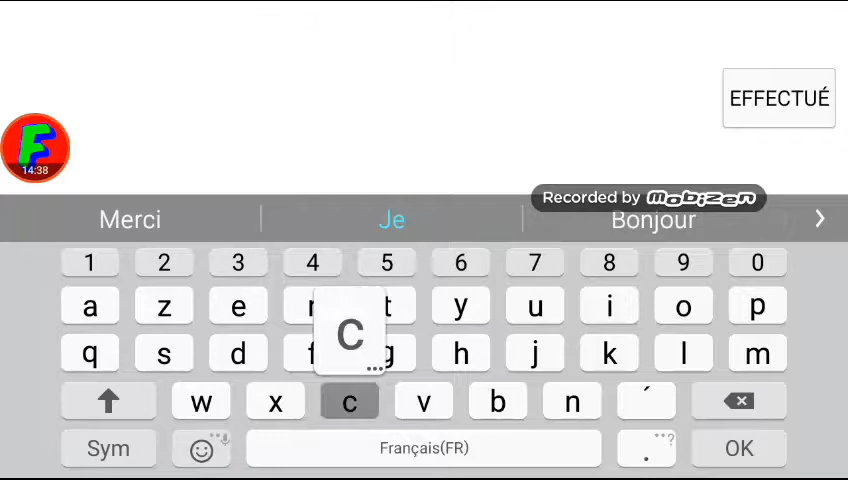 EFFECTUÉ
F
14:38
Recorded by mobizen
Merci Je Bonjour
1 2 3 4 5 6 7 8 9 0
a z e r t y u i o p
q s d f g h j k l m
C
w x c v b n ´
Sym Français(FR) . ? OK